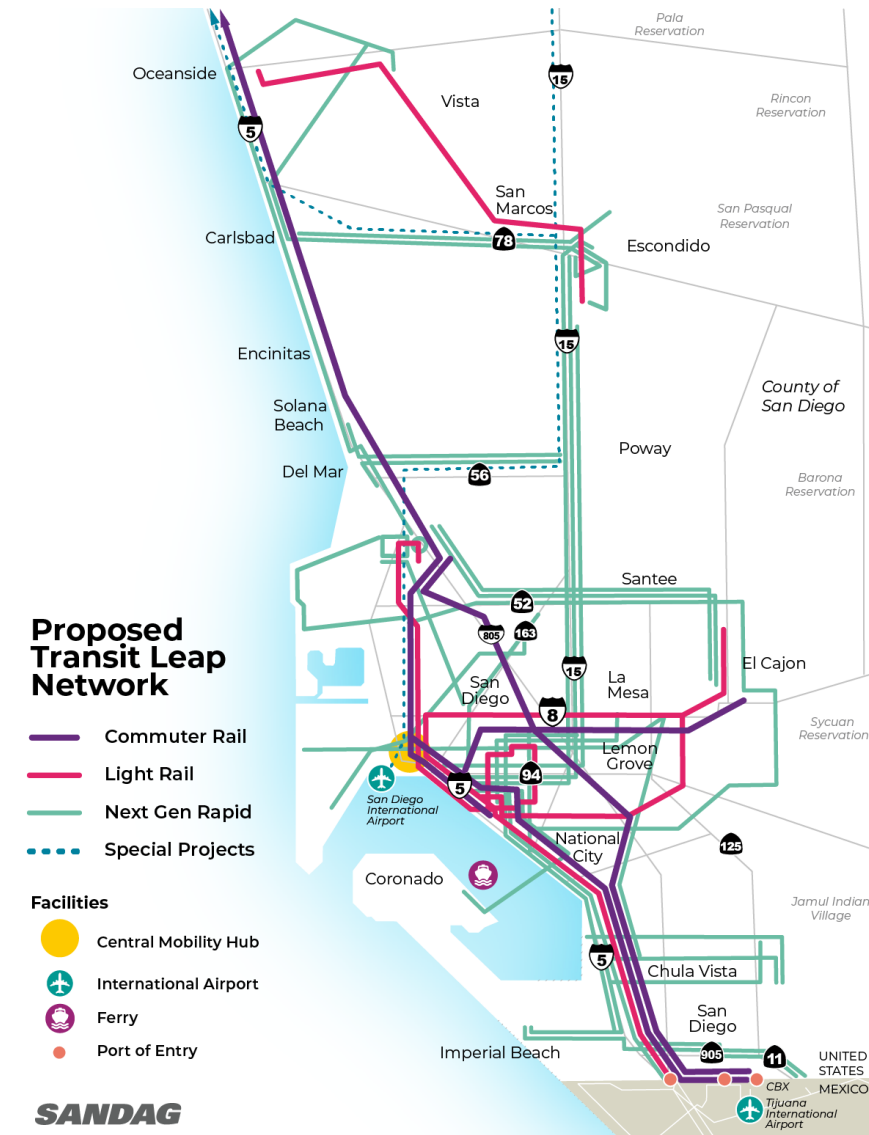 Pala
Reservation
Oceanside
15
Vista
Rincon
Reservation
5
San
Marcos
San Pasqual
Reservation
Carlsbad
78
Escondido
15
Encinitas
County of
San Diego
Solana
Beach
Poway
Del Mar
56
Barona
Reservation
Santee
52
805
163
Proposed
Transit Leap
Network
15
El Cajon
La
Mesa
San
Diego
8
Sycuan
Reservation
Commuter Rail
Lemon
Grove
Light Rail
94
5
San Diego
International
Airport
Next Gen Rapid
Special Projects
National
City
125
Coronado
Facilities
Jamul Indian
Village
Central Mobility Hub
5
Chula Vista
International Airport
Ferry
San
Diego
Port of Entry
Imperial Beach
905
11
UNITED
STATES
CBX
MEXICO
Tijuana
International
Airport
SANDAG